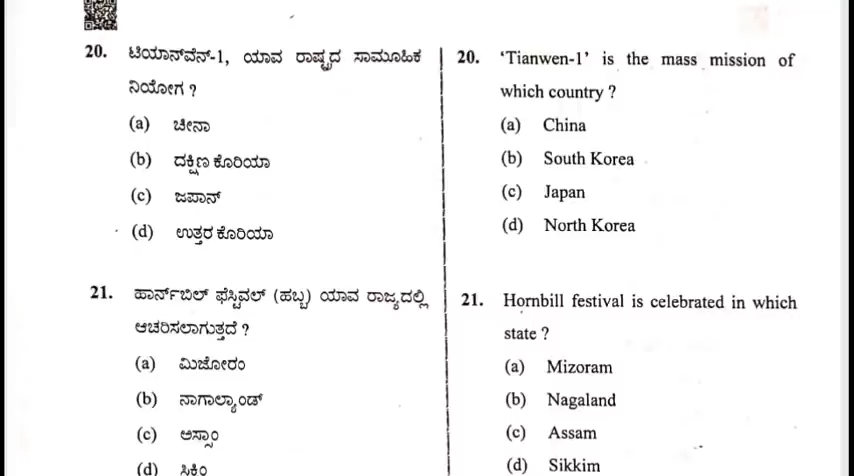 20. ಟಿಯಾನ್‌ವೆನ್-1, ಯಾವ ರಾಷ್ಟ್ರದ ಸಾಮೂಹಿಕ
ನಿಯೋಗ ?
(a) ಚೀನಾ
(b) ದಕ್ಷಿಣ ಕೊರಿಯಾ
(c) ಜಪಾನ್
(d) ಉತ್ತರ ಕೊರಿಯಾ
21. ಹಾರ್ನ್‌ಬಿಲ್ ಫೆಸ್ಟಿವಲ್ (ಹಬ್ಬ) ಯಾವ ರಾಜ್ಯದಲ್ಲಿ
ಆಚರಿಸಲಾಗುತ್ತದೆ ?
(a) ಮಿಜೋರಂ
(b) ನಾಗಾಲ್ಯಾಂಡ್
(c) ಅಸ್ಸಾಂ
(d) ಸಿಕ್ಕಿಂ
20. ‘Tianwen-1’ is the mass mission of
which country ?
(a) China
(b) South Korea
(c) Japan
(d) North Korea
21. Hornbill festival is celebrated in which
state ?
(a) Mizoram
(b) Nagaland
(c) Assam
(d) Sikkim